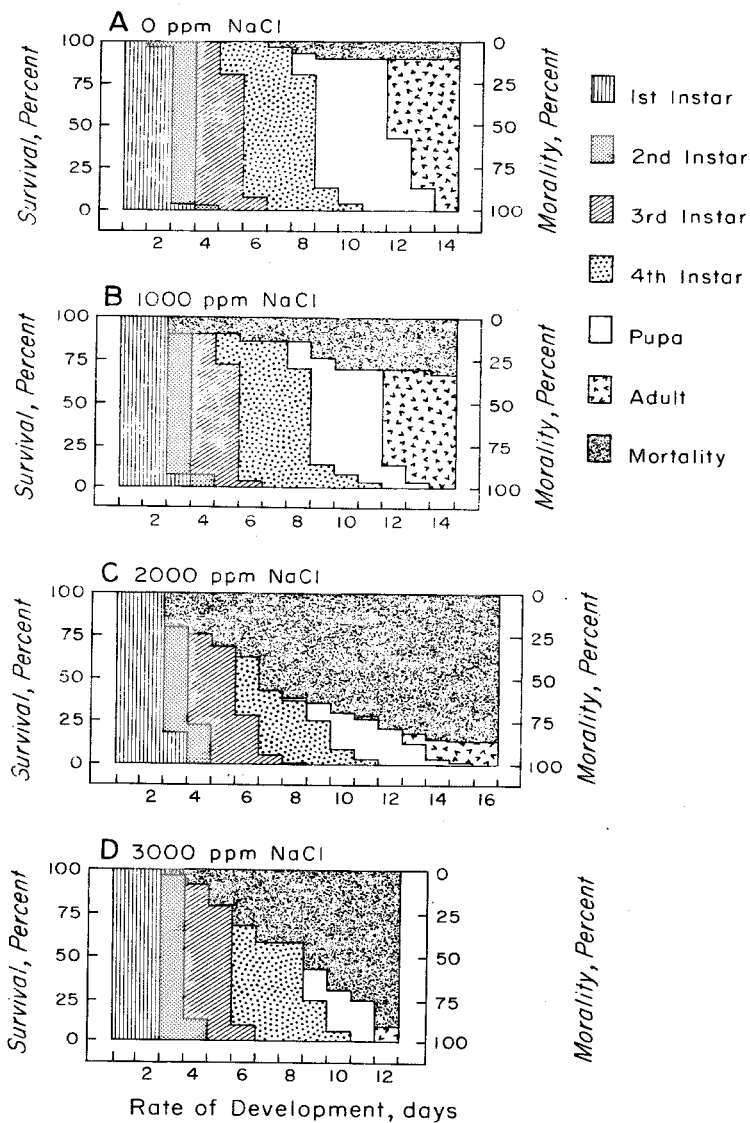 A 0 ppm NaCl
Survival, Percent
100
75
50
25
0
0
25
50
75
100
Morality, Percent
2 4 6 8 10 12 14
1st Instar
2nd Instar
3rd Instar
4th Instar
Pupa
Adult
Mortality
B 1000 ppm NaCl
Survival, Percent
100
75
50
25
0
0
25
50
75
100
Morality, Percent
2 4 6 8 10 12 14
C 2000 ppm NaCl
Survival, Percent
100
75
50
25
0
0
25
50
75
100
Morality, Percent
2 4 6 8 10 12 14 16
D 3000 ppm NaCl
Survival, Percent
100
75
50
25
0
0
25
50
75
100
Morality, Percent
2 4 6 8 10 12
Rate of Development, days